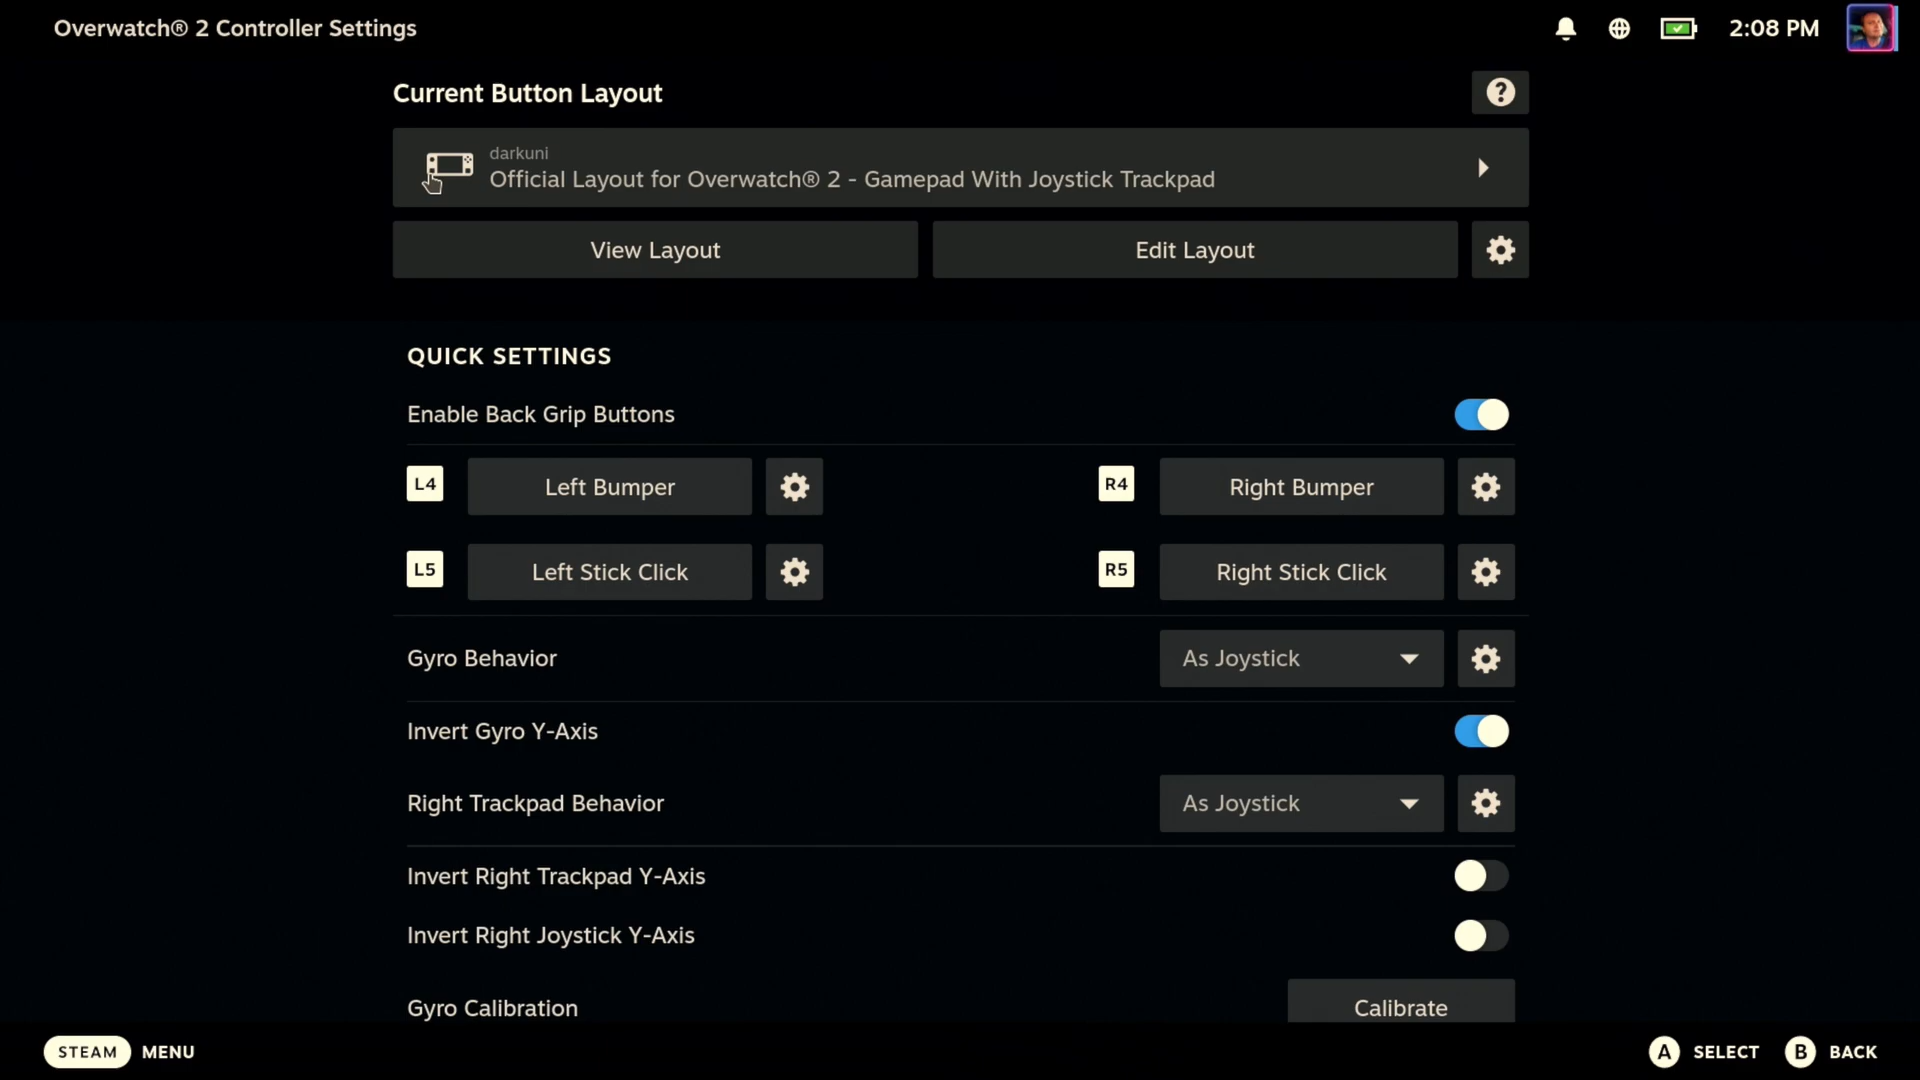 Overwatch® 2 Controller Settings
2:08 PM
Current Button Layout
?
darkuni
Official Layout for Overwatch® 2 - Gamepad With Joystick Trackpad
View Layout
Edit Layout
QUICK SETTINGS
Enable Back Grip Buttons
L4 Left Bumper
R4 Right Bumper
L5 Left Stick Click
R5 Right Stick Click
Gyro Behavior
As Joystick
Invert Gyro Y-Axis
Right Trackpad Behavior
As Joystick
Invert Right Trackpad Y-Axis
Invert Right Joystick Y-Axis
Gyro Calibration
Calibrate
STEAM MENU
A SELECT B BACK